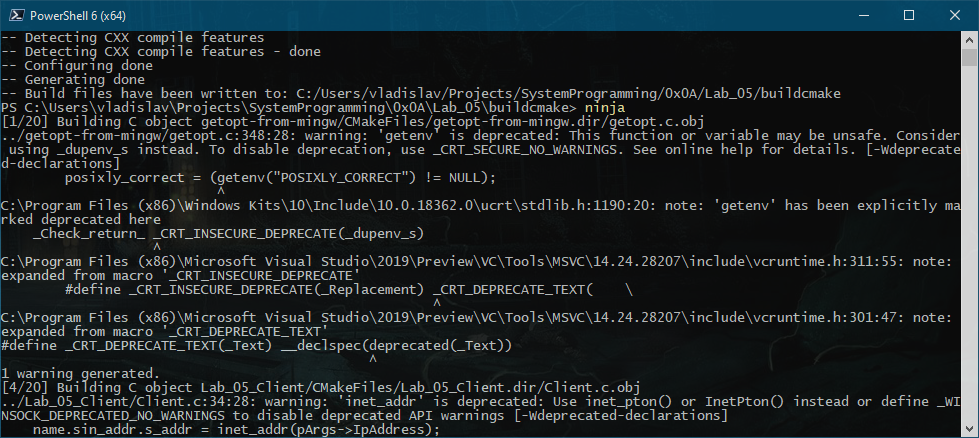 PowerShell 6 (x64)
-- Detecting CXX compile features
-- Detecting CXX compile features - done
-- Configuring done
-- Generating done
-- Build files have been written to: C:/Users/vladislav/Projects/SystemProgramming/0x0A/Lab_05/buildcmake
PS C:\Users\vladislav\Projects\SystemProgramming\0x0A\Lab_05\buildcmake> ninja
[1/20] Building C object getopt-from-mingw/CMakeFiles/getopt-from-mingw.dir/getopt.c.obj
../getopt-from-mingw/getopt.c:348:28: warning: 'getenv' is deprecated: This function or variable may be unsafe. Consider
 using _dupenv_s instead. To disable deprecation, use _CRT_SECURE_NO_WARNINGS. See online help for details. [-Wdeprecate
d-declarations]
        posixly_correct = (getenv("POSIXLY_CORRECT") != NULL);
                           ^
C:\Program Files (x86)\Windows Kits\10\Include\10.0.18362.0\ucrt\stdlib.h:1190:20: note: 'getenv' has been explicitly ma
rked deprecated here
    _Check_return_ _CRT_INSECURE_DEPRECATE(_dupenv_s)
                   ^
C:\Program Files (x86)\Microsoft Visual Studio\2019\Preview\VC\Tools\MSVC\14.24.28207\include\vcruntime.h:311:55: note:
expanded from macro '_CRT_INSECURE_DEPRECATE'
        #define _CRT_INSECURE_DEPRECATE(_Replacement) _CRT_DEPRECATE_TEXT(    \
                                                      ^
C:\Program Files (x86)\Microsoft Visual Studio\2019\Preview\VC\Tools\MSVC\14.24.28207\include\vcruntime.h:301:47: note:
expanded from macro '_CRT_DEPRECATE_TEXT'
#define _CRT_DEPRECATE_TEXT(_Text) __declspec(deprecated(_Text))
                                              ^
1 warning generated.
[4/20] Building C object Lab_05_Client/CMakeFiles/Lab_05_Client.dir/Client.c.obj
../Lab_05_Client/Client.c:34:28: warning: 'inet_addr' is deprecated: Use inet_pton() or InetPton() instead or define _WI
NSOCK_DEPRECATED_NO_WARNINGS to disable deprecated API warnings [-Wdeprecated-declarations]
    name.sin_addr.s_addr = inet_addr(pArgs->IpAddress);